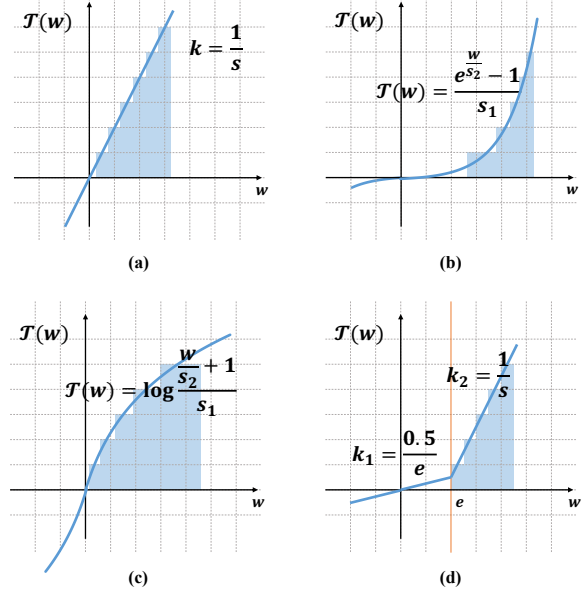 𝒯(w)
k = 1/s
w
(a)
𝒯(w)
𝒯(w) = (e^(w/s₂) − 1)/s₁
w
(b)
𝒯(w)
𝒯(w) = log (w/s₂ + 1)/s₁
w
(c)
𝒯(w)
k₂ = 1/s
k₁ = 0.5/e
e
w
(d)